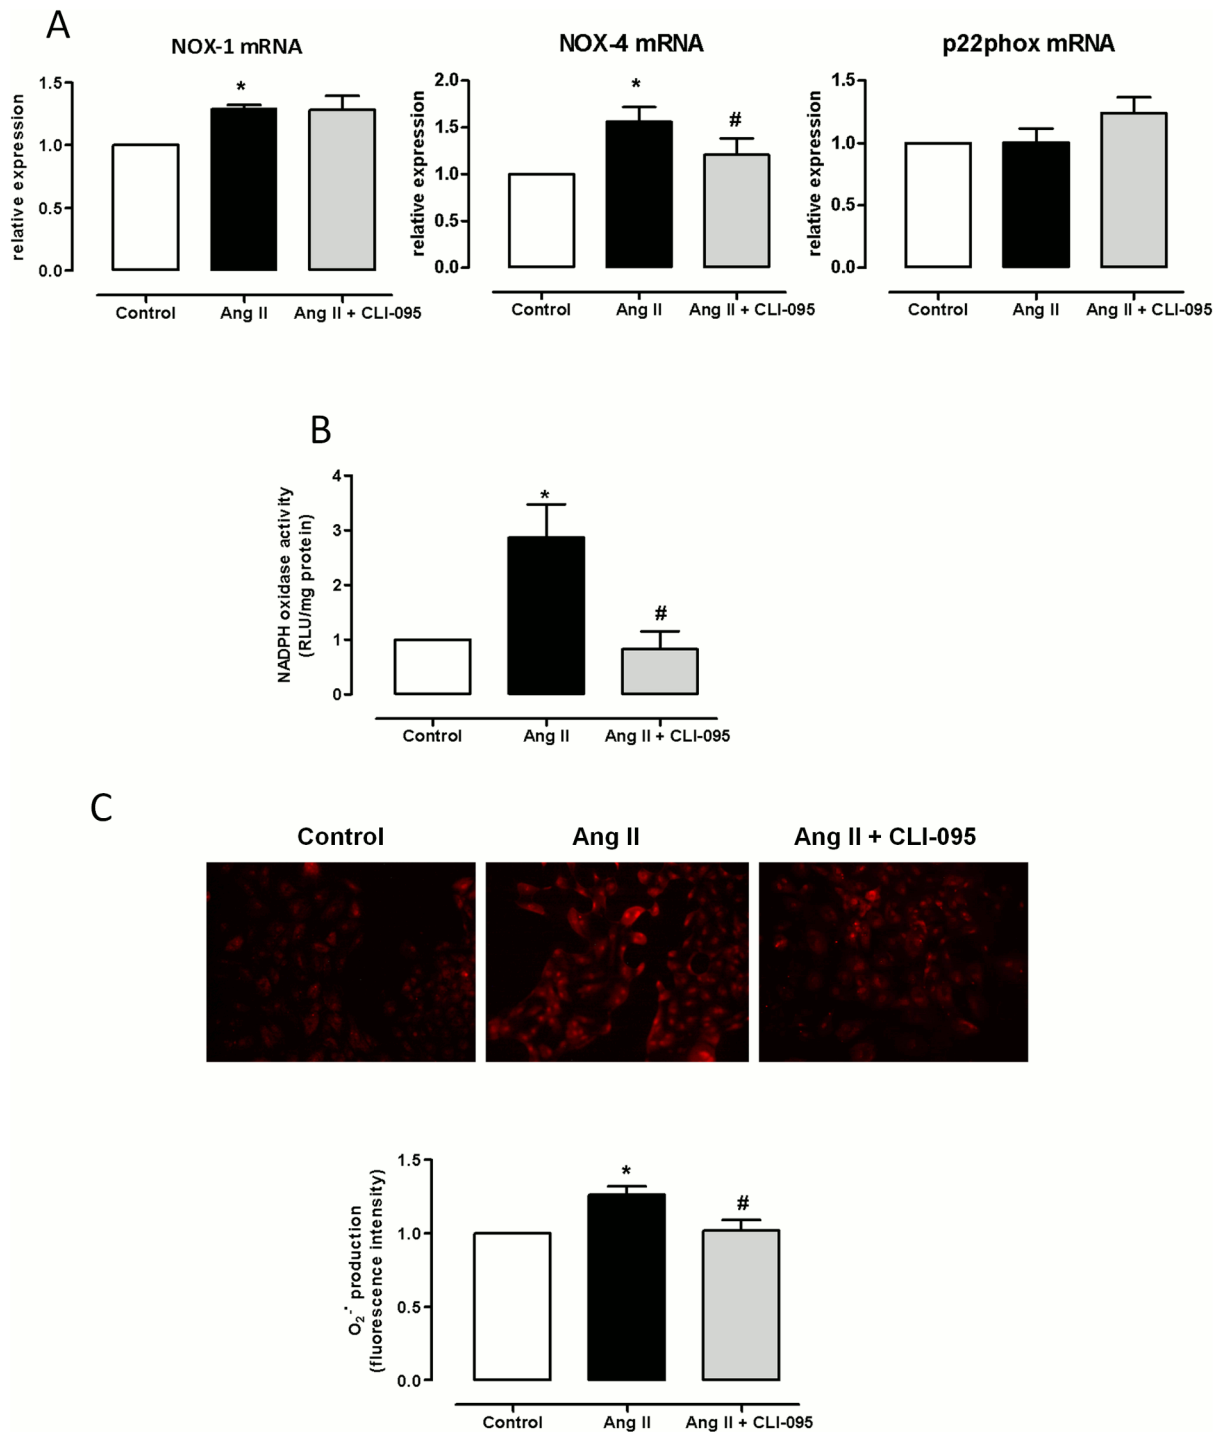 A
NOX-1 mRNA
relative expression
1.5
1.0
0.5
0.0
*
Control
Ang II
Ang II + CLI-095
NOX-4 mRNA
relative expression
2.0
1.5
1.0
0.5
0.0
*
#
Control
Ang II
Ang II + CLI-095
p22phox mRNA
relative expression
1.5
1.0
0.5
0.0
Control
Ang II
Ang II + CLI-095
B
NADPH oxidase activity
(RLU/mg protein)
4
3
2
1
0
*
#
Control
Ang II
Ang II + CLI-095
C
Control
Ang II
Ang II + CLI-095
O₂⁻• production
(fluorescence intensity)
1.5
1.0
0.5
0.0
*
#
Control
Ang II
Ang II + CLI-095